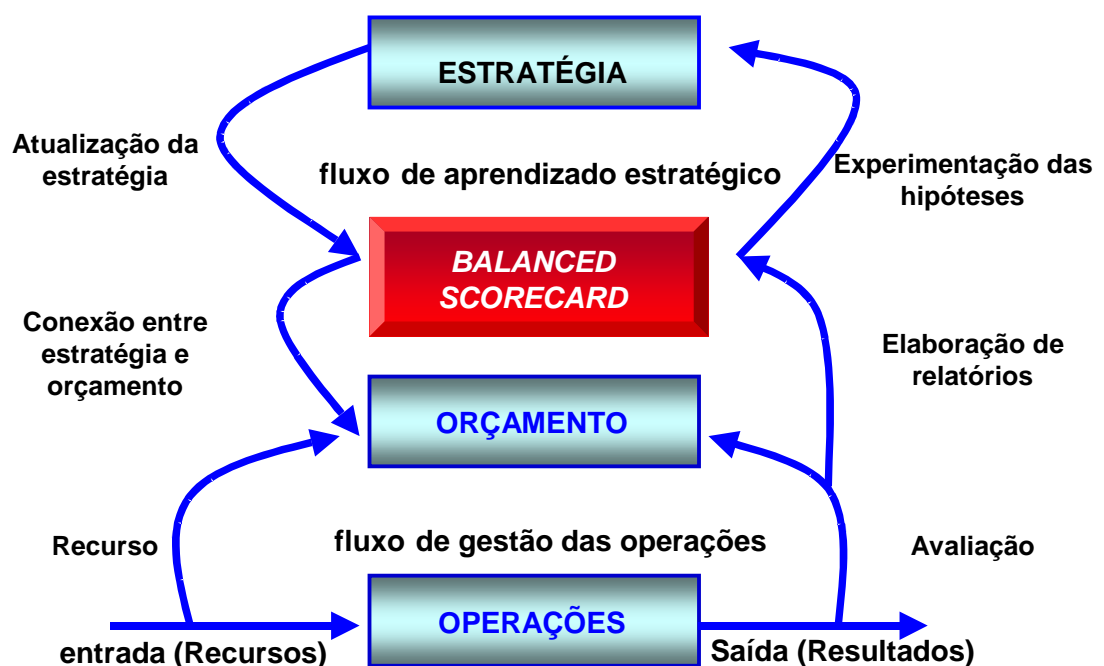 ESTRATÉGIA
Atualização da
estratégia
fluxo de aprendizado estratégico
Experimentação das
hipóteses
BALANCED
SCORECARD
Conexão entre
estratégia e
orçamento
Elaboração de
relatórios
ORÇAMENTO
Recurso
fluxo de gestão das operações
Avaliação
OPERAÇÕES
entrada (Recursos)
Saída (Resultados)